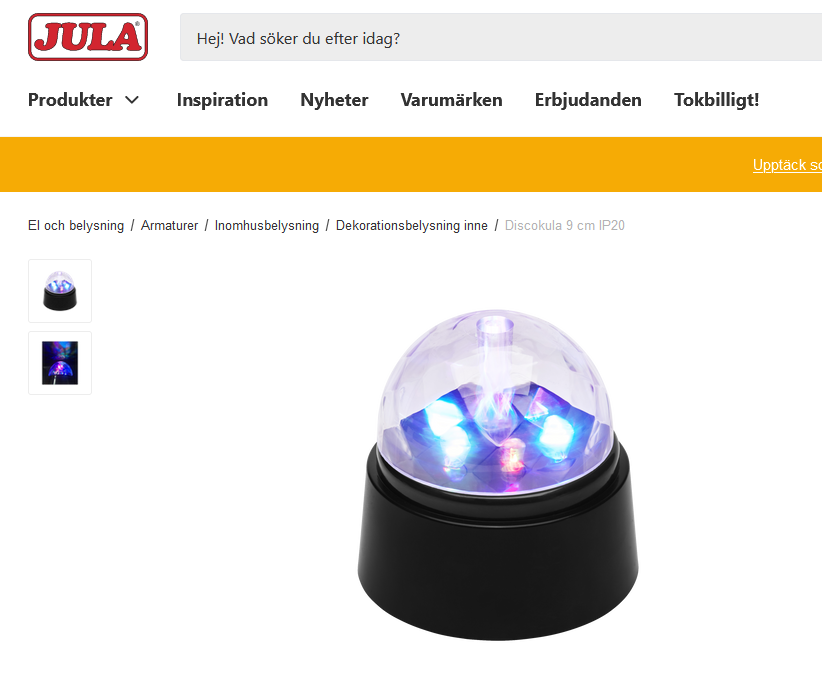 JULA®
Hej! Vad söker du efter idag?
Produkter Inspiration Nyheter Varumärken Erbjudanden Tokbilligt!
Upptäck
El och belysning / Armaturer / Inomhusbelysning / Dekorationsbelysning inne / Discokula 9 cm IP20